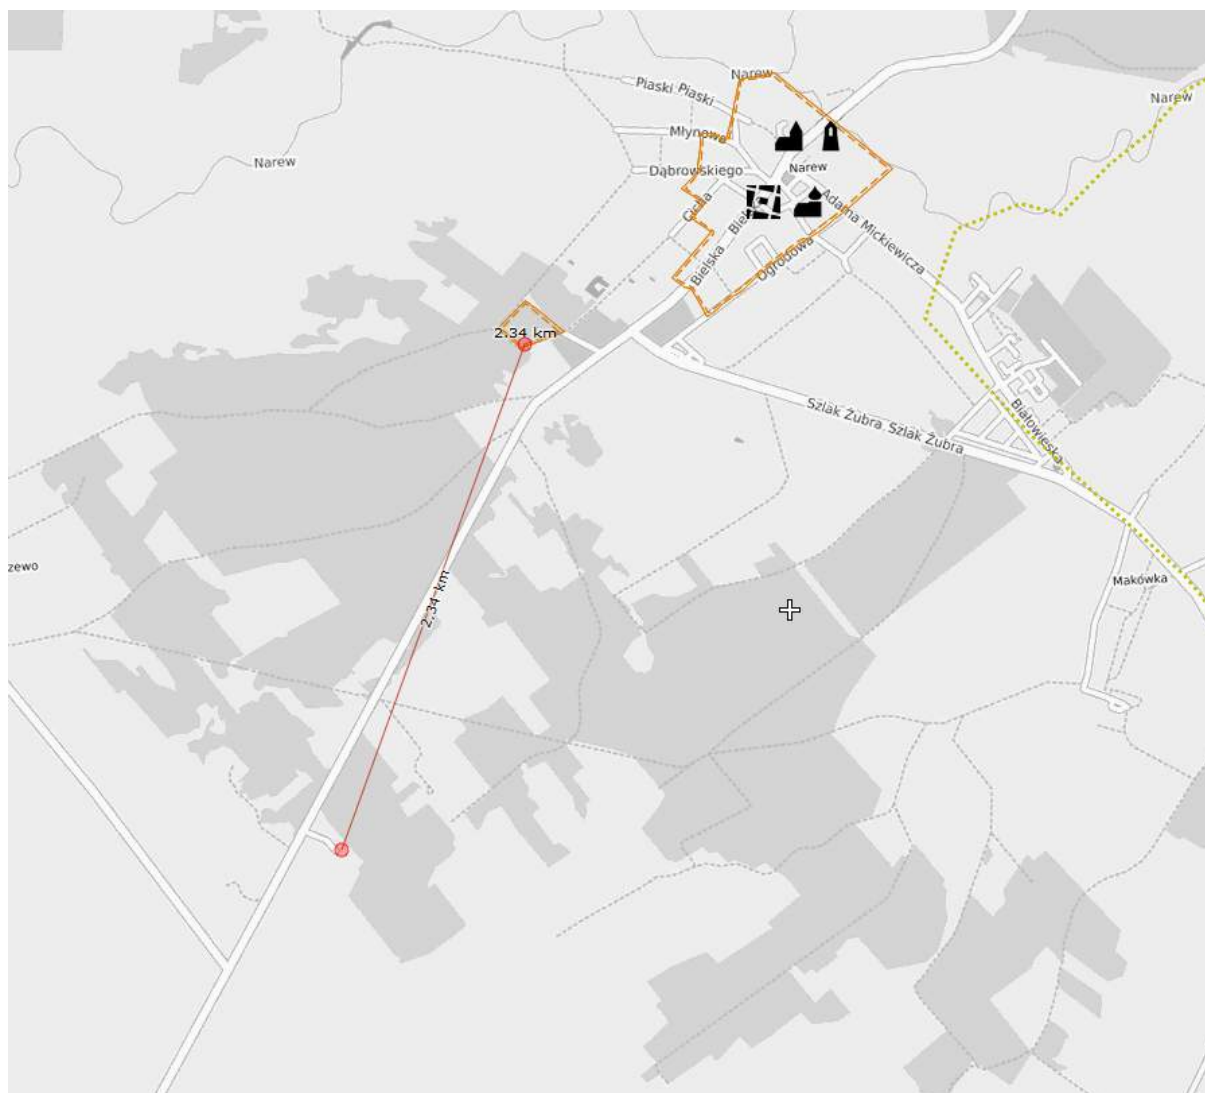 Narew
Narew
Piaski Piaski
Młynowa
Narew
Dąbrowskiego
Narew
Cicha
Bielska
Adama Mickiewicza
Bielska
Ogrodowa
2.34 km
Szlak Żubra Szlak Żubra
Białowieska
zewo
Makówka
2.34 km